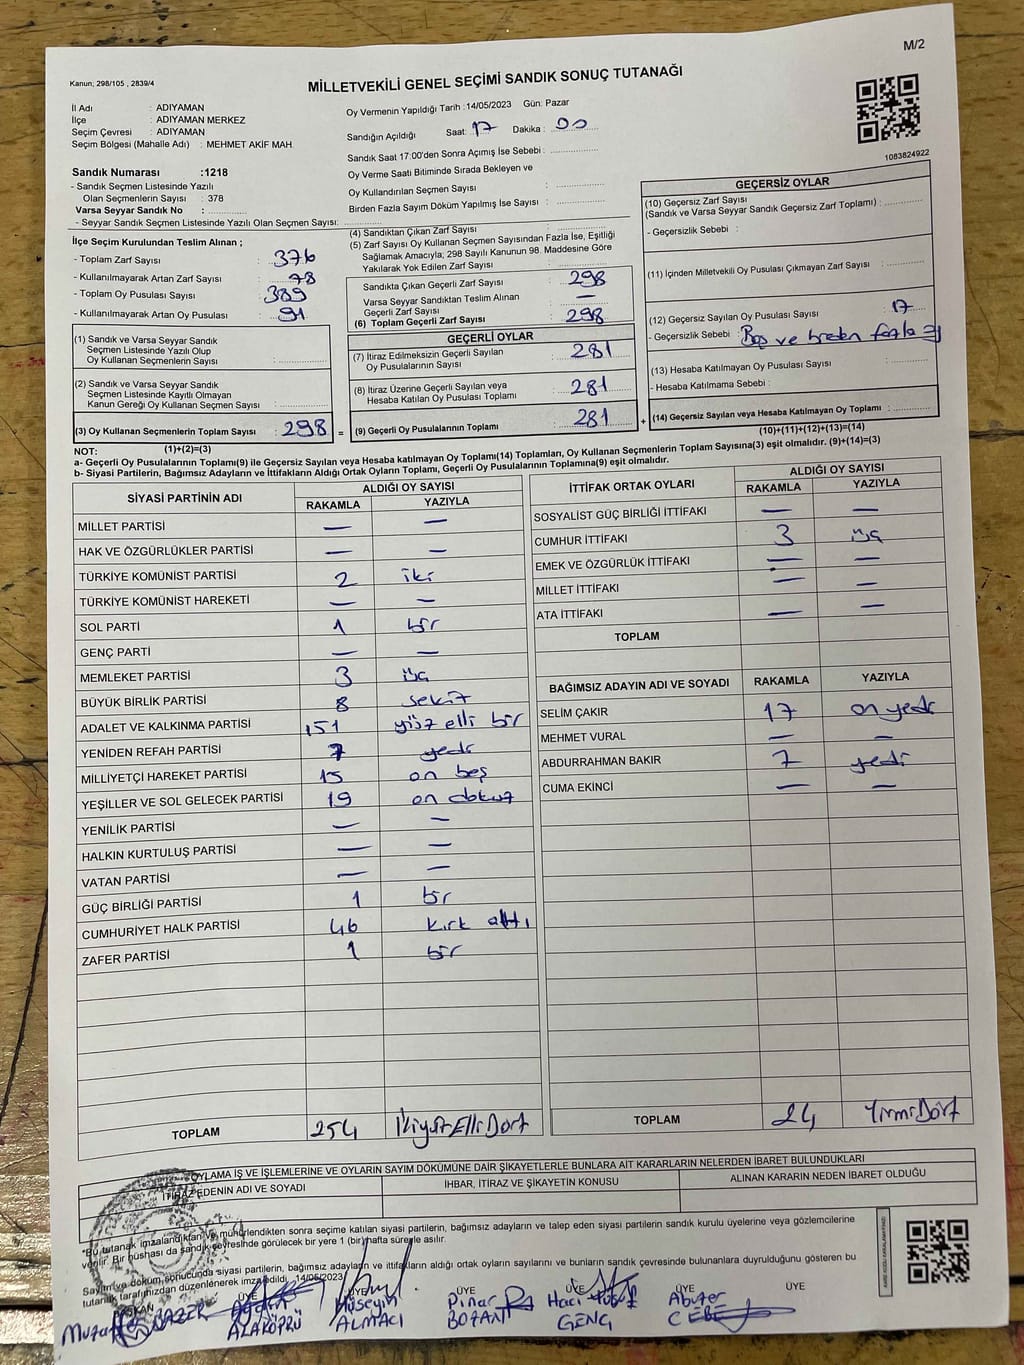 M/2
Kanun; 298/105 , 2839/4
MİLLETVEKİLİ GENEL SEÇİMİ SANDIK SONUÇ TUTANAĞI
İl Adı : ADIYAMAN
İlçe : ADIYAMAN MERKEZ
Seçim Çevresi : ADIYAMAN
Seçim Bölgesi (Mahalle Adı) : MEHMET AKİF MAH.
Oy Vermenin Yapıldığı Tarih :14/05/2023 Gün: Pazar
Sandığın Açıldığı Saat: 17 Dakika : 00
Sandık Saat 17:00'den Sonra Açımış İse Sebebi :
Oy Verme Saati Bitiminde Sırada Bekleyen ve
Oy Kullandırılan Seçmen Sayısı :
Birden Fazla Sayım Döküm Yapılmış İse Sayısı :
1083824922
Sandık Numarası :1218
- Sandık Seçmen Listesinde Yazılı
Olan Seçmenlerin Sayısı : 378
Varsa Seyyar Sandık No :
- Seyyar Sandık Seçmen Listesinde Yazılı Olan Seçmen Sayısı:
İlçe Seçim Kurulundan Teslim Alınan ;
- Toplam Zarf Sayısı : 376
- Kullanılmayarak Artan Zarf Sayısı : 78
- Toplam Oy Pusulası Sayısı : 389
- Kullanılmayarak Artan Oy Pusulası : 91
(1) Sandık ve Varsa Seyyar Sandık
Seçmen Listesinde Yazılı Olup
Oy Kullanan Seçmenlerin Sayısı :
(2) Sandık ve Varsa Seyyar Sandık
Seçmen Listesinde Kayıtlı Olmayan
Kanun Gereği Oy Kullanan Seçmen Sayısı :
(3) Oy Kullanan Seçmenlerin Toplam Sayısı : 298
(1)+(2)=(3)
(4) Sandıktan Çıkan Zarf Sayısı :
(5) Zarf Sayısı Oy Kullanan Seçmen Sayısından Fazla İse, Eşitliği
Sağlamak Amacıyla; 298 Sayılı Kanunun 98. Maddesine Göre
Yakılarak Yok Edilen Zarf Sayısı :
Sandıkta Çıkan Geçerli Zarf Sayısı : 298
Varsa Seyyar Sandıktan Teslim Alınan
Geçerli Zarf Sayısı : —
(6) Toplam Geçerli Zarf Sayısı : 298
GEÇERLİ OYLAR
(7) İtiraz Edilmeksizin Geçerli Sayılan
Oy Pusulalarının Sayısı : 281
(8) İtiraz Üzerine Geçerli Sayılan veya
Hesaba Katılan Oy Pusulası Toplamı : 281
= (9) Geçerli Oy Pusulalarının Toplamı : 281 +
GEÇERSİZ OYLAR
(10) Geçersiz Zarf Sayısı
(Sandık ve Varsa Seyyar Sandık Geçersiz Zarf Toplamı) :
- Geçersizlik Sebebi :
(11) İçinden Milletvekili Oy Pusulası Çıkmayan Zarf Sayısı :
(12) Geçersiz Sayılan Oy Pusulası Sayısı : 17
- Geçersizlik Sebebi : Boş ve birden fazla
(13) Hesaba Katılmayan Oy Pusulası Sayısı :
- Hesaba Katılmama Sebebi :
(14) Geçersiz Sayılan veya Hesaba Katılmayan Oy Toplamı :
(10)+(11)+(12)+(13)=(14)
NOT:
a- Geçerli Oy Pusulalarının Toplamı(9) ile Geçersiz Sayılan veya Hesaba Katılmayan Oy Toplamı(14) Toplamları, Oy Kullanan Seçmenlerin Toplam Sayısına(3) eşit olmalıdır. (9)+(14)=(3)
b- Siyasi Partilerin, Bağımsız Adayların ve İttifakların Aldığı Ortak Oyların Toplamı, Geçerli Oy Pusulalarının Toplamına(9) eşit olmalıdır.
SİYASİ PARTİNİN ADI ALDIĞI OY SAYISI
RAKAMLA YAZIYLA
MİLLET PARTİSİ — —
HAK VE ÖZGÜRLÜKLER PARTİSİ — —
TÜRKİYE KOMÜNİST PARTİSİ 2 iki
TÜRKİYE KOMÜNİST HAREKETİ — —
SOL PARTİ 1 bir
GENÇ PARTİ — —
MEMLEKET PARTİSİ 3 üç
BÜYÜK BİRLİK PARTİSİ 8 sekiz
ADALET VE KALKINMA PARTİSİ 151 yüz elli bir
YENİDEN REFAH PARTİSİ 7 yedi
MİLLİYETÇİ HAREKET PARTİSİ 15 on beş
YEŞİLLER VE SOL GELECEK PARTİSİ 19 on dokuz
YENİLİK PARTİSİ — —
HALKIN KURTULUŞ PARTİSİ — —
VATAN PARTİSİ — —
GÜÇ BİRLİĞİ PARTİSİ 1 bir
CUMHURİYET HALK PARTİSİ 46 kırk altı
ZAFER PARTİSİ 1 bir
TOPLAM 254 İkiyüzElliDört
İTTİFAK ORTAK OYLARI ALDIĞI OY SAYISI
RAKAMLA YAZIYLA
SOSYALİST GÜÇ BİRLİĞİ İTTİFAKI — —
CUMHUR İTTİFAKI 3 üç
EMEK VE ÖZGÜRLÜK İTTİFAKI — —
MİLLET İTTİFAKI — —
ATA İTTİFAKI — —
TOPLAM
BAĞIMSIZ ADAYIN ADI VE SOYADI RAKAMLA YAZIYLA
SELİM ÇAKIR 17 on yedi
MEHMET VURAL — —
ABDURRAHMAN BAKIR 7 yedi
CUMA EKİNCİ — —
TOPLAM 24 YirmiDört
OYLAMA İŞ VE İŞLEMLERİNE VE OYLARIN SAYIM DÖKÜMÜNE DAİR ŞİKAYETLERLE BUNLARA AİT KARARLARIN NELERDEN İBARET BULUNDUKLARI
İTİRAZ EDENİN ADI VE SOYADI İHBAR, İTİRAZ VE ŞİKAYETİN KONUSU ALINAN KARARIN NEDEN İBARET OLDUĞU
*Bu tutanak imzalandıktan ve mühürlendikten sonra seçime katılan siyasi partilerin, bağımsız adayların ve talep eden siyasi partilerin sandık kurulu üyelerine veya gözlemcilerine
verilir. Bir nüshası da sandık çevresinde görülecek bir yere 1 (bir) hafta süreyle asılır.
Sayım ve döküm sonucunda siyasi partilerin, bağımsız adayların ve ittifakların aldığı ortak oyların sayılarını ve bunların sandık çevresinde bulunanlara duyrulduğunu gösteren bu
tutanak tarafımızdan düzenlenerek imza edildi. 14/05/2023
BAŞKAN ÜYE ÜYE ÜYE ÜYE ÜYE ÜYE
Hüseyin Pınar Hacı Yusuf Abuzer
ALAKÖPRÜ ALMACI BOZAN GENÇ CEBE